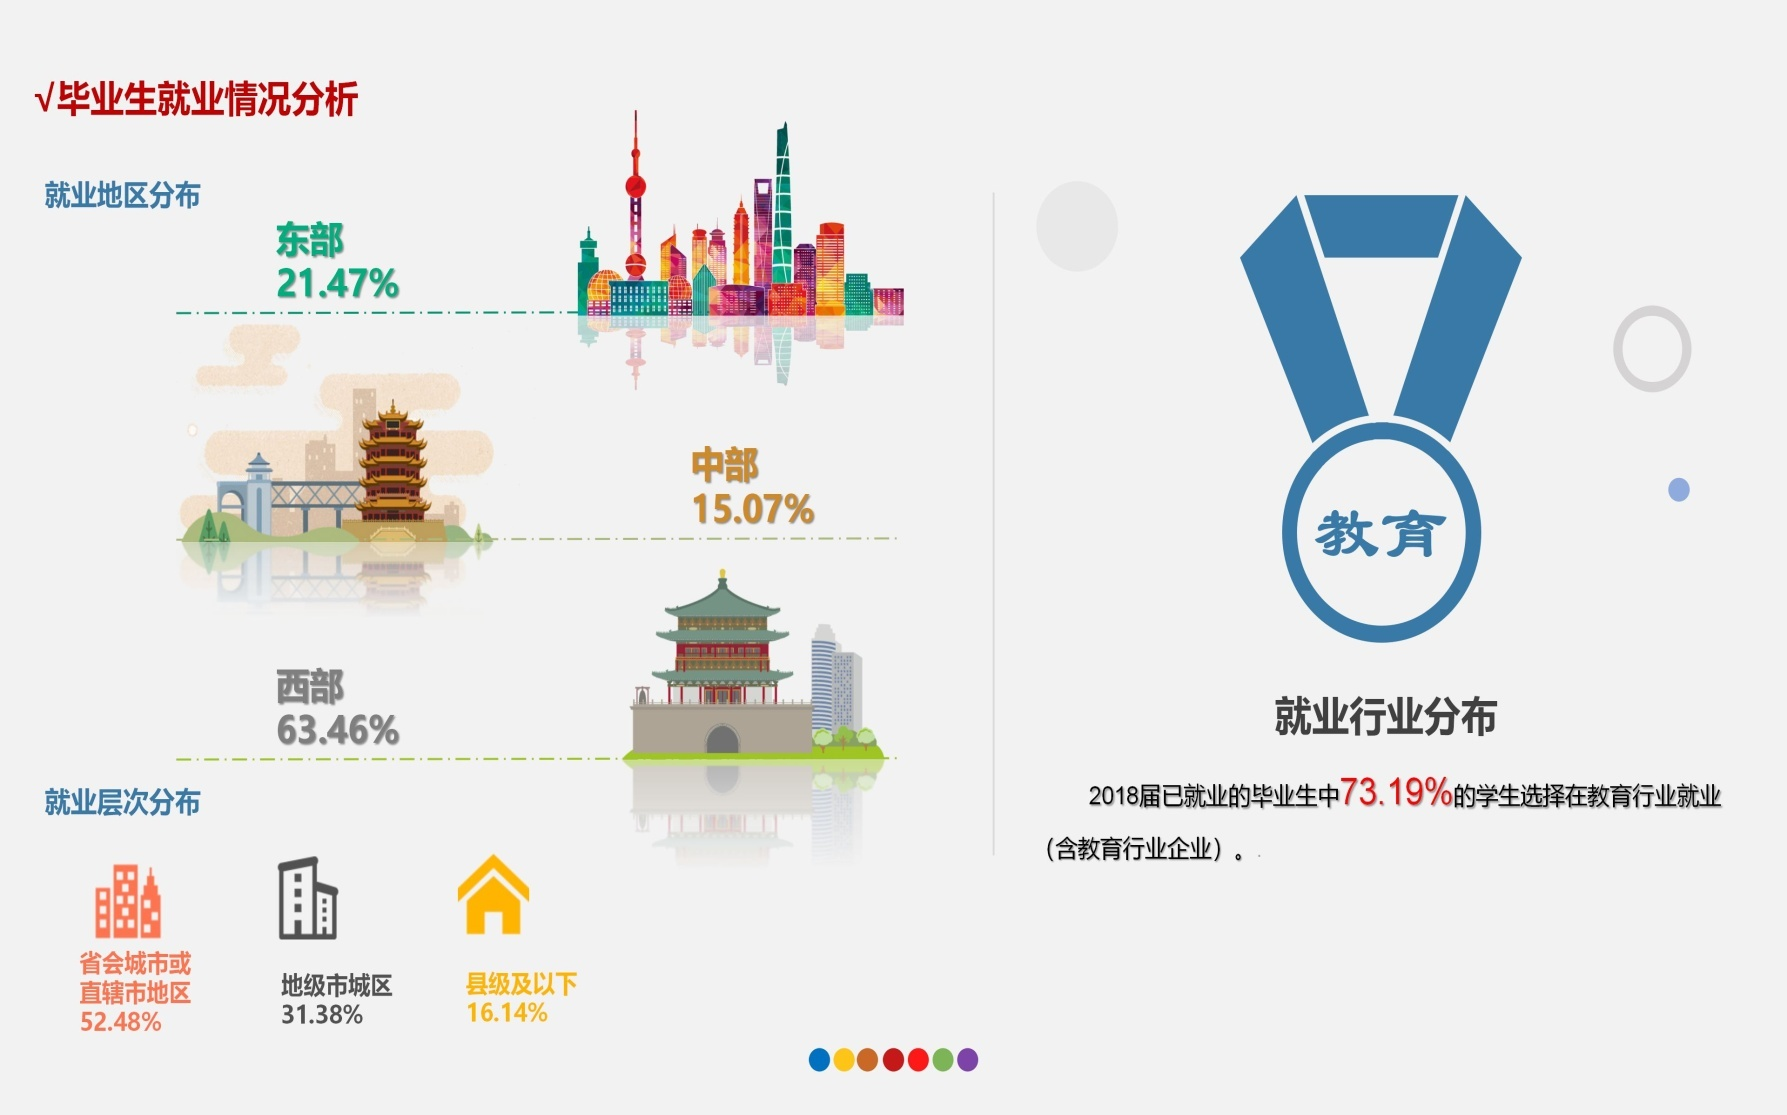 √毕业生就业情况分析
就业地区分布
东部
21.47%
中部
15.07%
西部
63.46%
就业层次分布
省会城市或
直辖市地区
52.48%
地级市城区
31.38%
县级及以下
16.14%
教育
就业行业分布
2018届已就业的毕业生中73.19%的学生选择在教育行业就业
（含教育行业企业）。